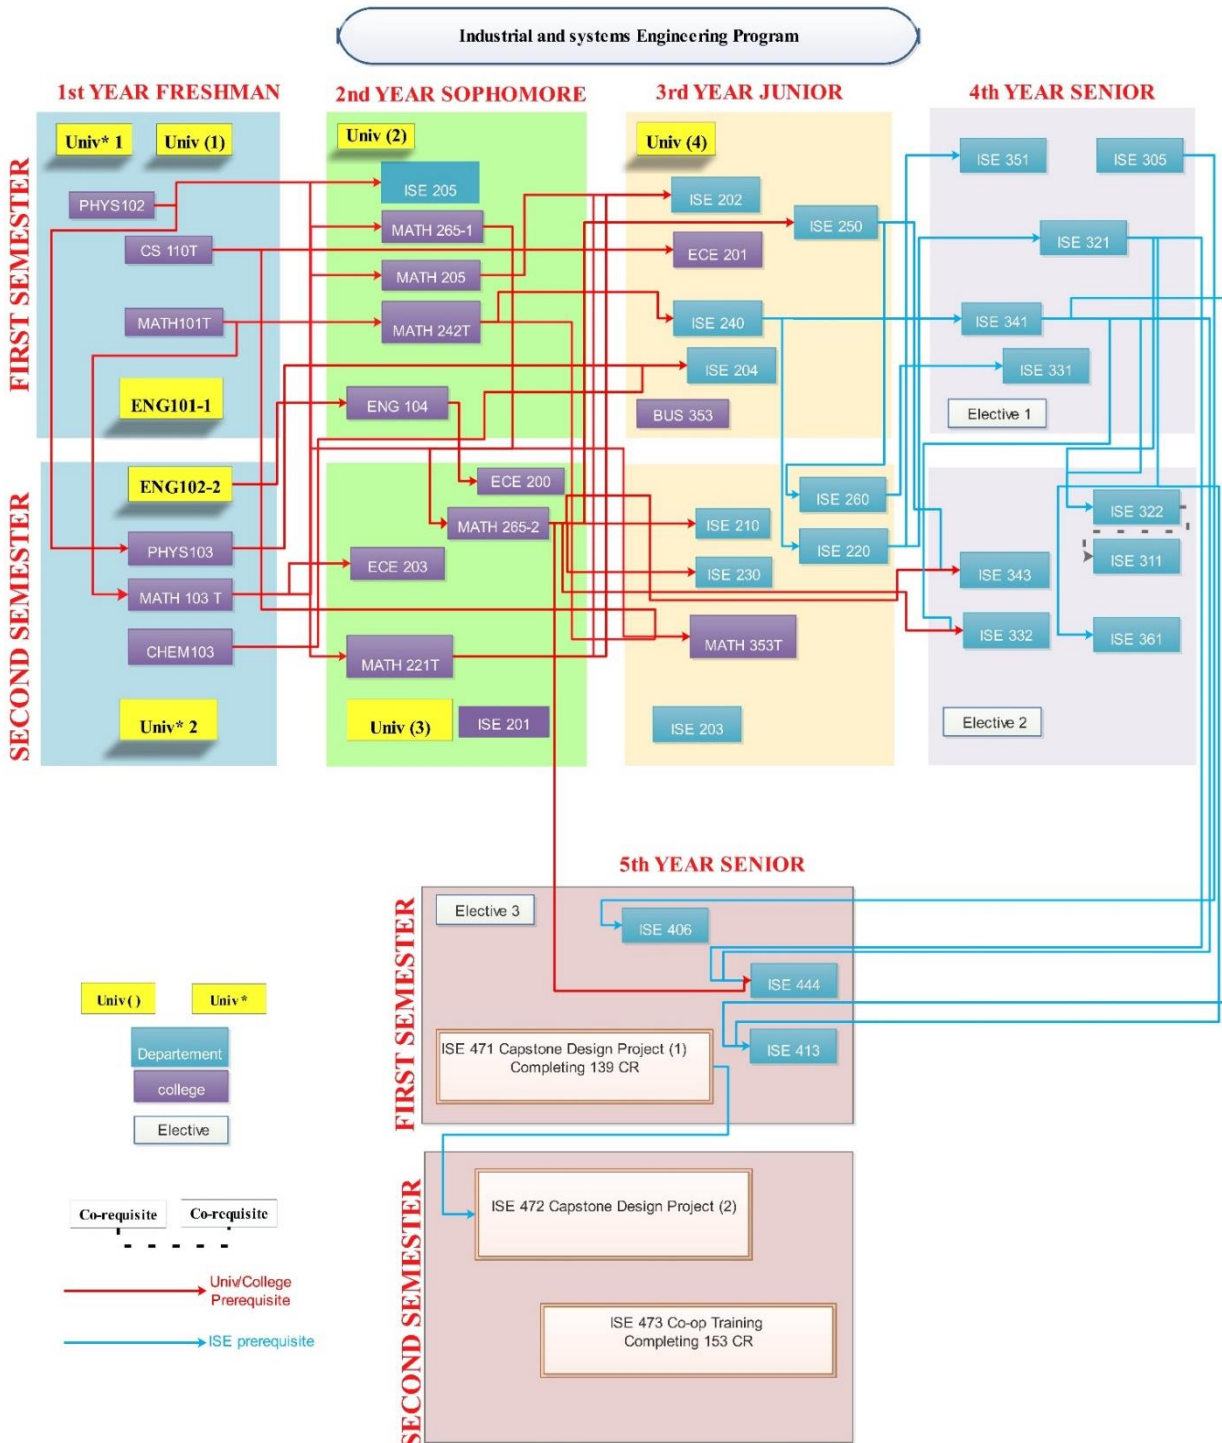 Industrial and systems Engineering Program
1st YEAR FRESHMAN
2nd YEAR SOPHOMORE
3rd YEAR JUNIOR
4th YEAR SENIOR
FIRST SEMESTER
Univ* 1
Univ (1)
PHYS102
CS 110T
MATH101T
ENG101-1
Univ (2)
ISE 205
MATH 265-1
MATH 205
MATH 242T
ENG 104
Univ (4)
ISE 202
ISE 250
ECE 201
ISE 240
ISE 204
BUS 353
ISE 351
ISE 305
ISE 321
ISE 341
ISE 331
Elective 1
SECOND SEMESTER
ENG102-2
PHYS103
MATH 103 T
CHEM103
Univ* 2
ECE 200
MATH 265-2
ECE 203
MATH 221T
Univ (3)
ISE 201
ISE 260
ISE 210
ISE 220
ISE 230
MATH 353T
ISE 203
ISE 322
ISE 311
ISE 343
ISE 332
ISE 361
Elective 2
5th YEAR SENIOR
FIRST SEMESTER
Elective 3
ISE 406
ISE 444
ISE 413
ISE 471 Capstone Design Project (1)
Completing 139 CR
SECOND SEMESTER
ISE 472 Capstone Design Project (2)
ISE 473 Co-op Training
Completing 153 CR
Univ ( )
Univ *
Departement
college
Elective
Co-requisite
Co-requisite
Univ/College
Prerequisite
ISE prerequisite